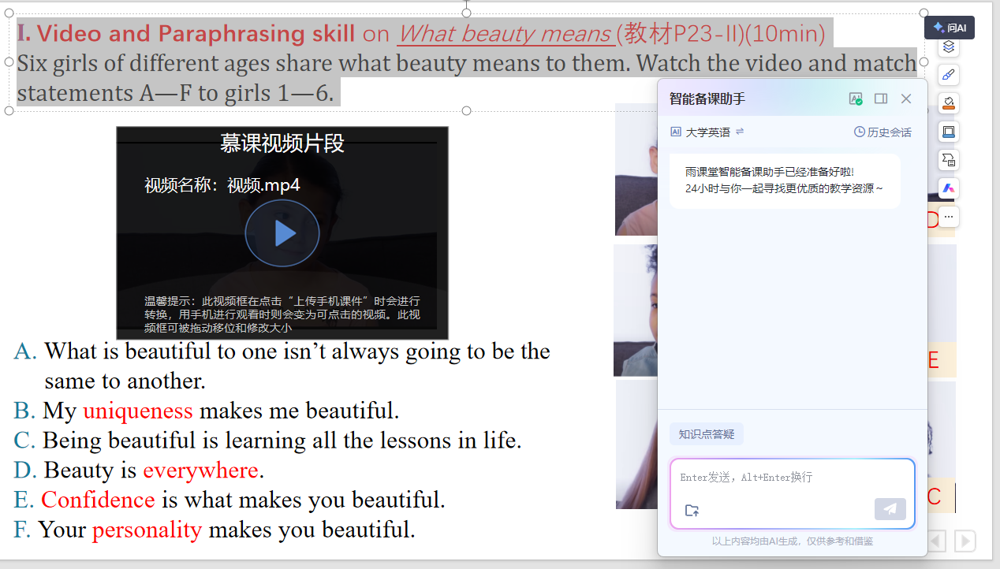 I. Video and Paraphrasing skill on What beauty means (教材P23-II)(10min)
Six girls of different ages share what beauty means to them. Watch the video and match
statements A—F to girls 1—6.
问AI
智能备课助手
大学英语
历史会话
雨课堂智能备课助手已经准备好啦!
24小时与你一起寻找更优质的教学资源～
慕课视频片段
视频名称：视频.mp4
温馨提示：此视频框在点击“上传手机课件”时会进行
转换，用手机进行观看时则会变为可点击的视频。此视
频框可被拖动移位和修改大小
A. What is beautiful to one isn’t always going to be the
same to another.
B. My uniqueness makes me beautiful.
C. Being beautiful is learning all the lessons in life.
D. Beauty is everywhere.
E. Confidence is what makes you beautiful.
F. Your personality makes you beautiful.
D
E
C
知识点答疑
Enter发送，Alt+Enter换行
以上内容均由AI生成，仅供参考和借鉴